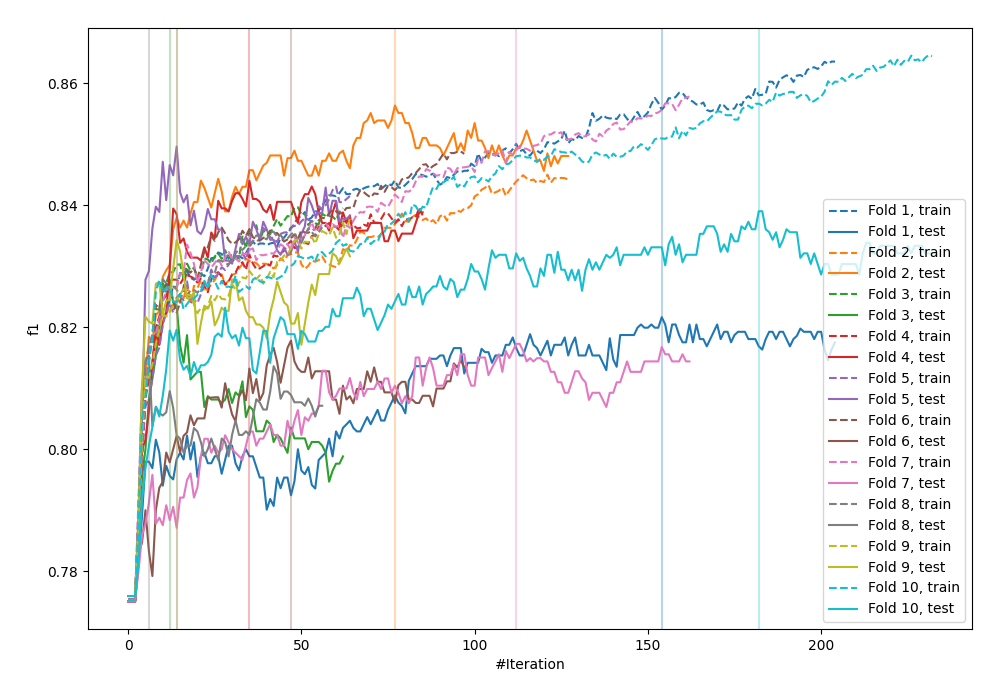 0.86
0.84
0.82
0.80
0.78
f1
0
50
100
150
200
#Iteration
Fold 1, train
Fold 1, test
Fold 2, train
Fold 2, test
Fold 3, train
Fold 3, test
Fold 4, train
Fold 4, test
Fold 5, train
Fold 5, test
Fold 6, train
Fold 6, test
Fold 7, train
Fold 7, test
Fold 8, train
Fold 8, test
Fold 9, train
Fold 9, test
Fold 10, train
Fold 10, test